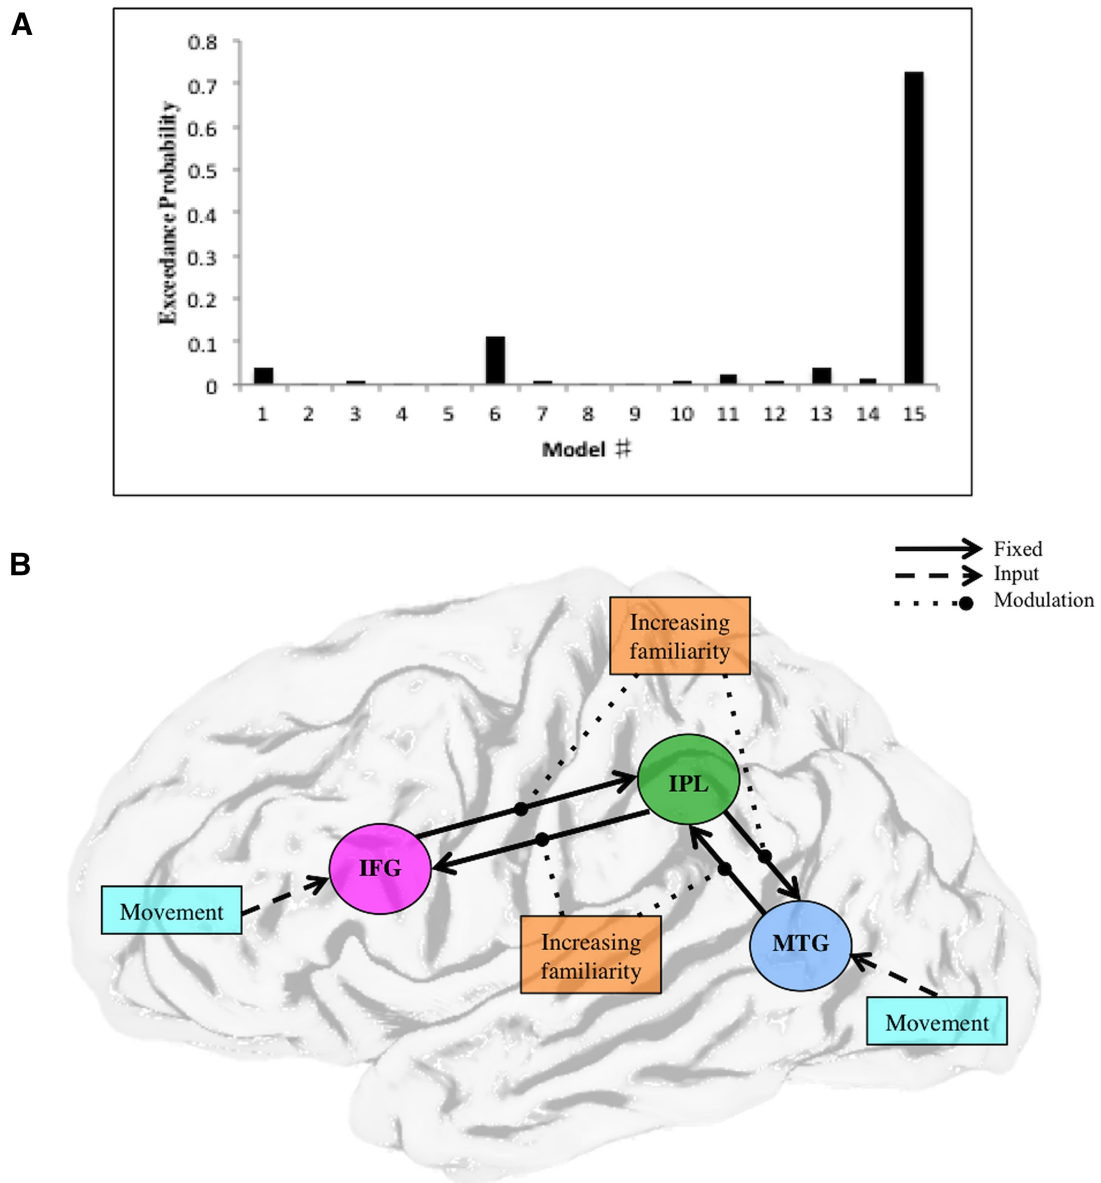 A
Exceedance Probability
0.8
0.7
0.6
0.5
0.4
0.3
0.2
0.1
0
1 2 3 4 5 6 7 8 9 10 11 12 13 14 15
Model #
B
Fixed
Input
Modulation
Increasing
familiarity
IPL
IFG
Movement
Increasing
familiarity
MTG
Movement